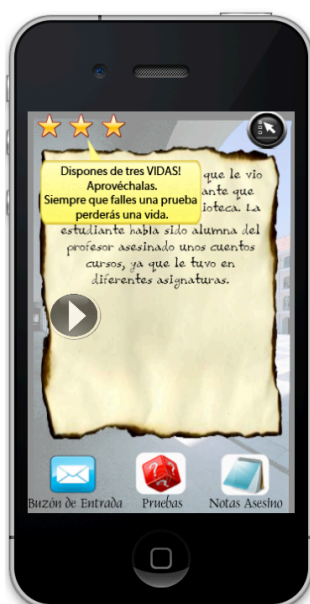 Dispones de tres VIDAS!
Aprovéchalas.
Siempre que falles una prueba
perderás una vida.
que le vio
ante que
ioteca. La
estudiante había sido alumna del
profesor asesinado unos cuentos
cursos, ya que le tuvo en
diferentes asignaturas.
Buzón de Entrada Pruebas Notas Asesino